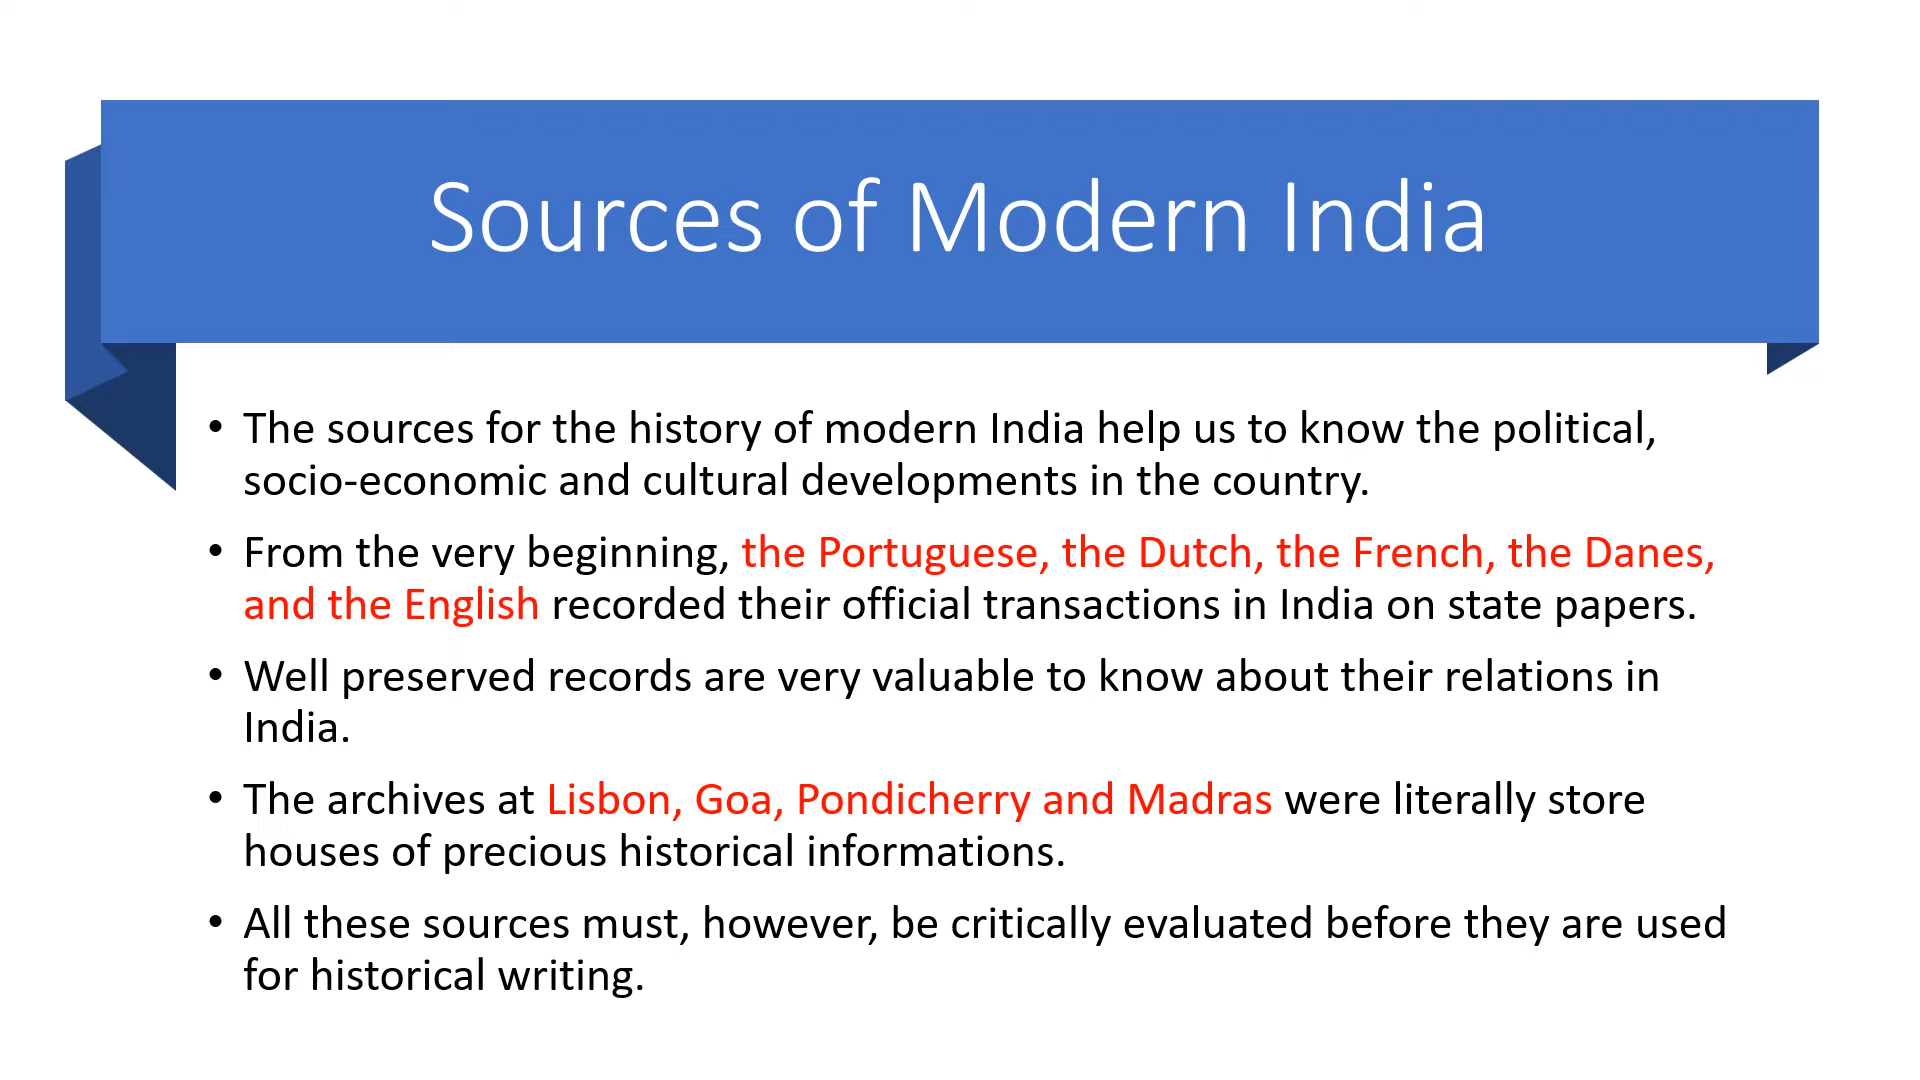 Sources of Modern India
• The sources for the history of modern India help us to know the political,
socio-economic and cultural developments in the country.
• From the very beginning, the Portuguese, the Dutch, the French, the Danes,
and the English recorded their official transactions in India on state papers.
• Well preserved records are very valuable to know about their relations in
India.
• The archives at Lisbon, Goa, Pondicherry and Madras were literally store
houses of precious historical informations.
• All these sources must, however, be critically evaluated before they are used
for historical writing.